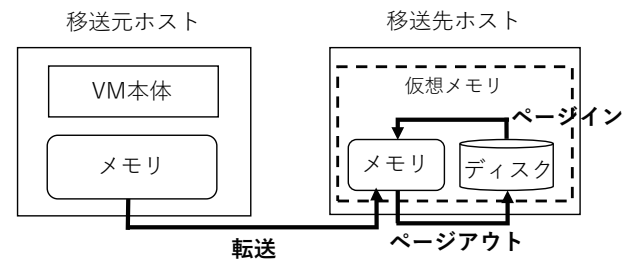 移送元ホスト
移送先ホスト
VM本体
仮想メモリ
ページイン
メモリ
メモリ
ディスク
転送
ページアウト